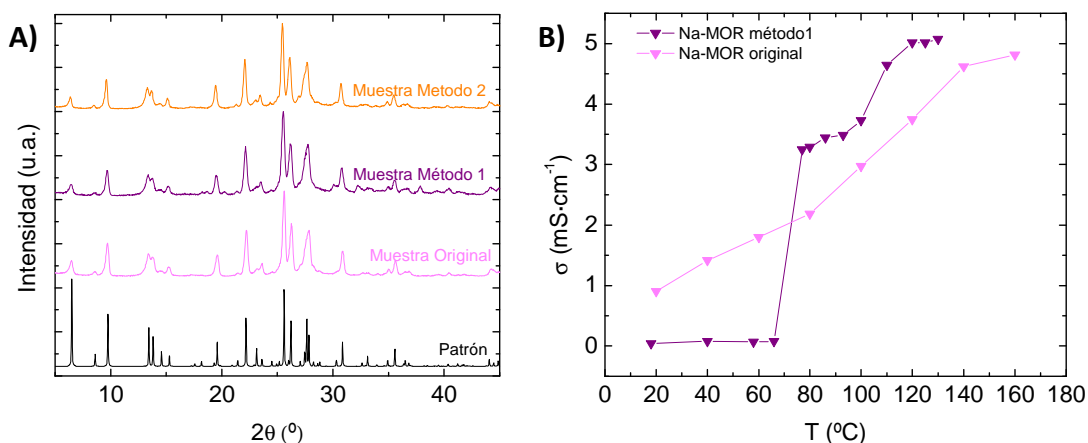 A)
Intensidad (u.a.)
Muestra Metodo 2
Muestra Método 1
Muestra Original
Patrón
10
20
30
40
2θ (º)
B)
Na-MOR método1
Na-MOR original
σ (mS·cm⁻¹)
5
4
3
2
1
0
20
40
60
80
100
120
140
160
180
T (ºC)